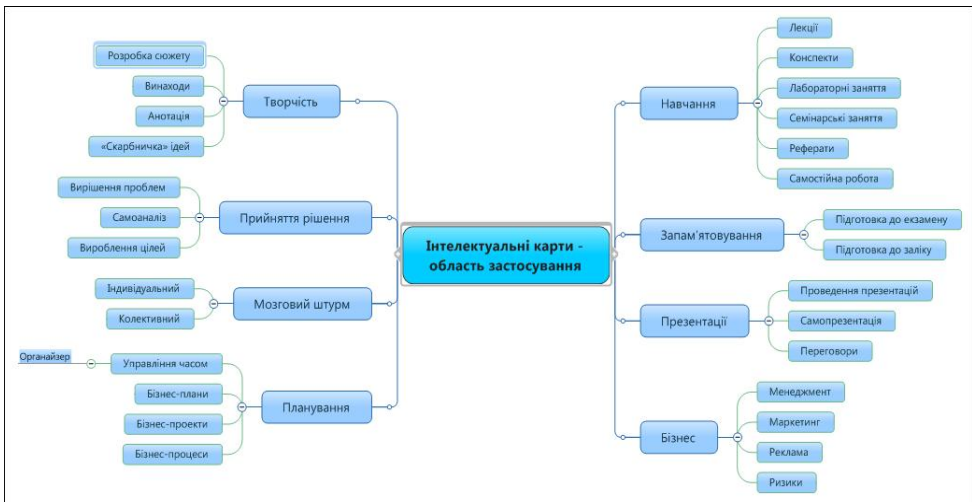 Інтелектуальні карти -
область застосування
Творчість
Розробка сюжету
Винаходи
Анотація
«Скарбничка» ідей
Прийняття рішення
Вирішення проблем
Самоаналіз
Вироблення цілей
Мозговий штурм
Індивідуальний
Колективний
Планування
Управління часом
Органайзер
Бізнес-плани
Бізнес-проекти
Бізнес-процеси
Навчання
Лекції
Конспекти
Лабораторні заняття
Семінарські заняття
Реферати
Самостійна робота
Запам'ятовування
Підготовка до екзамену
Підготовка до заліку
Презентації
Проведення презентацій
Самопрезентація
Переговори
Бізнес
Менеджмент
Маркетинг
Реклама
Ризики